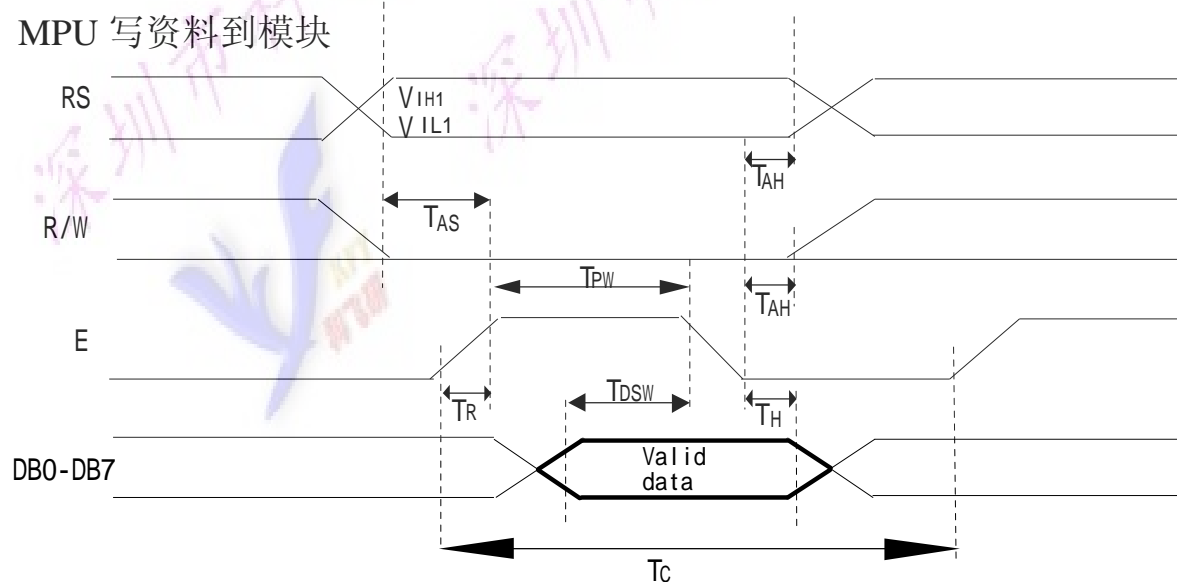 MPU 写资料到模块
RS
VIH1
VIL1
TAH
R/W
TAS
TPW
TAH
E
TR
TDSW
TH
DB0-DB7
Valid
data
TC